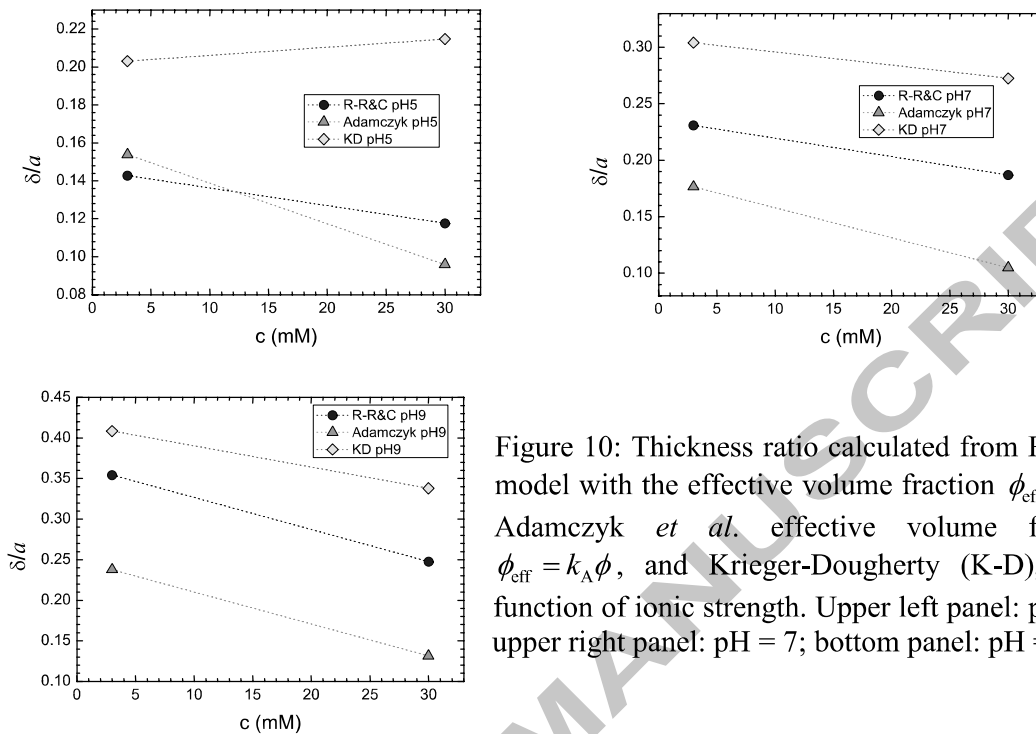 0.22
0.20
0.18
0.16
0.14
0.12
0.10
0.08
δ/a
R-R&C pH5
Adamczyk pH5
KD pH5
0 5 10 15 20 25 30
c (mM)
0.30
0.25
0.20
0.15
0.10
δ/a
R-R&C pH7
Adamczyk pH7
KD pH7
0 5 10 15 20 25 30
c (mM)
0.45
0.40
0.35
0.30
0.25
0.20
0.15
0.10
δ/a
R-R&C pH9
Adamczyk pH9
KD pH9
0 5 10 15 20 25 30
c (mM)
Figure 10: Thickness ratio calculated from
model with the effective volume fraction ϕeff
Adamczyk et al. effective volume
ϕeff = kAϕ, and Krieger-Dougherty (K-D)
function of ionic strength. Upper left panel:
upper right panel: pH = 7; bottom panel: pH =
MANUSCRIP